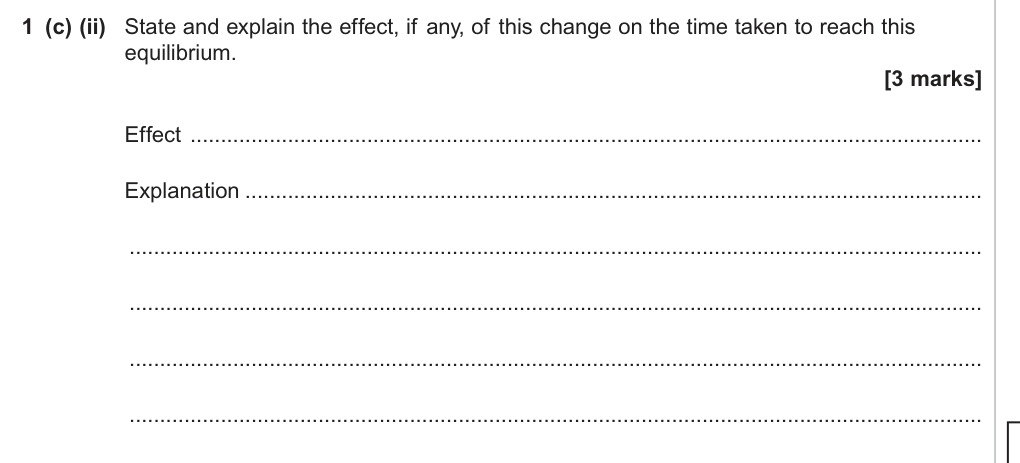 1 (c) (ii) State and explain the effect, if any, of this change on the time taken to reach this
equilibrium.
[3 marks]
Effect ........................................................................................................................................
Explanation ..............................................................................................................................
..................................................................................................................................................
..................................................................................................................................................
..................................................................................................................................................
..................................................................................................................................................